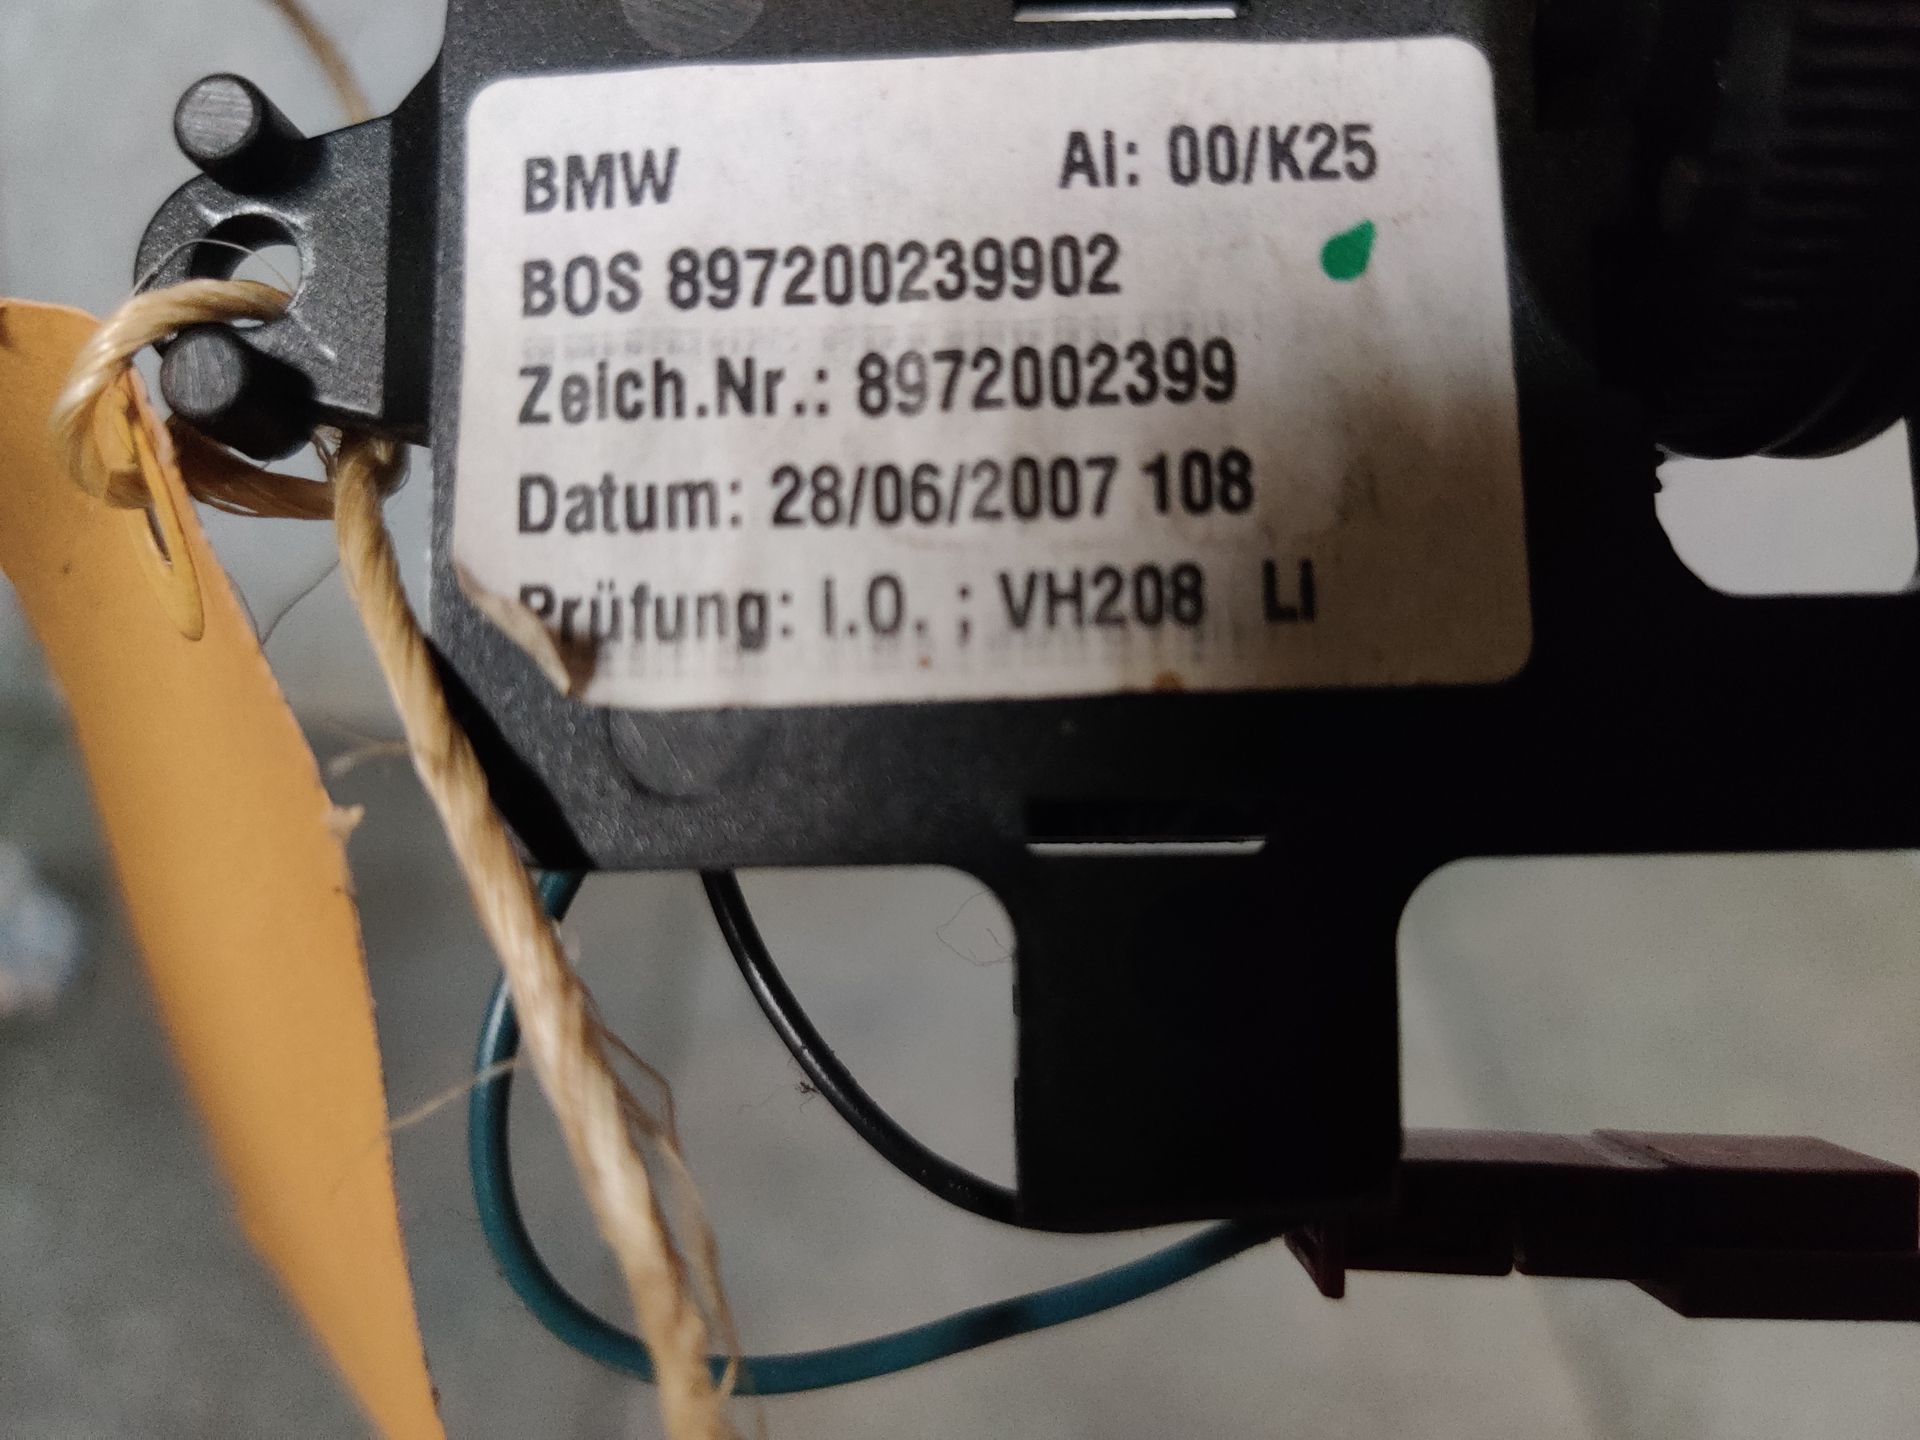 BMW AI: 00/K25
BOS 897200239902
Zeich.Nr.: 8972002399
Datum: 28/06/2007 108
Prüfung: I.O. ; VH208 LI